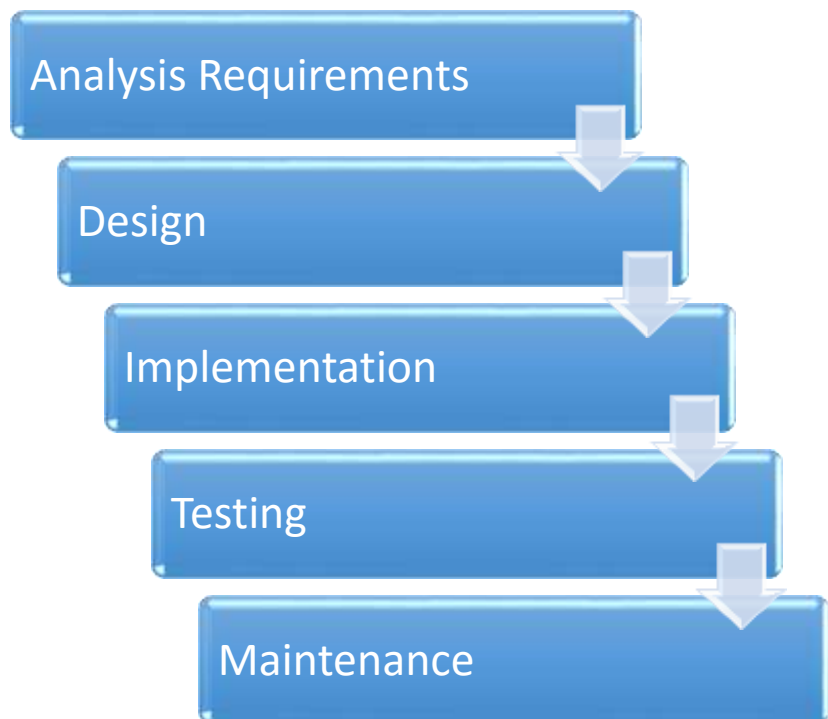 Analysis Requirements
Design
Implementation
Testing
Maintenance